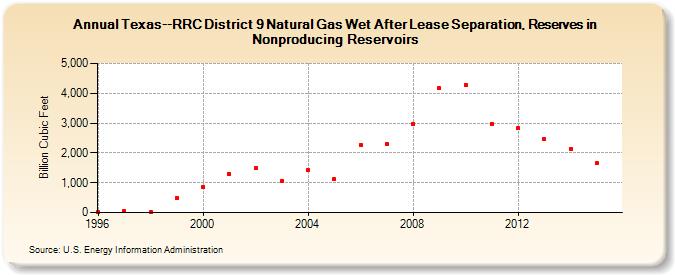 Annual Texas--RRC District 9 Natural Gas Wet After Lease Separation, Reserves in
Nonproducing Reservoirs
Billion Cubic Feet
5,000
4,000
3,000
2,000
1,000
0
1996
2000
2004
2008
2012
Source: U.S. Energy Information Administration